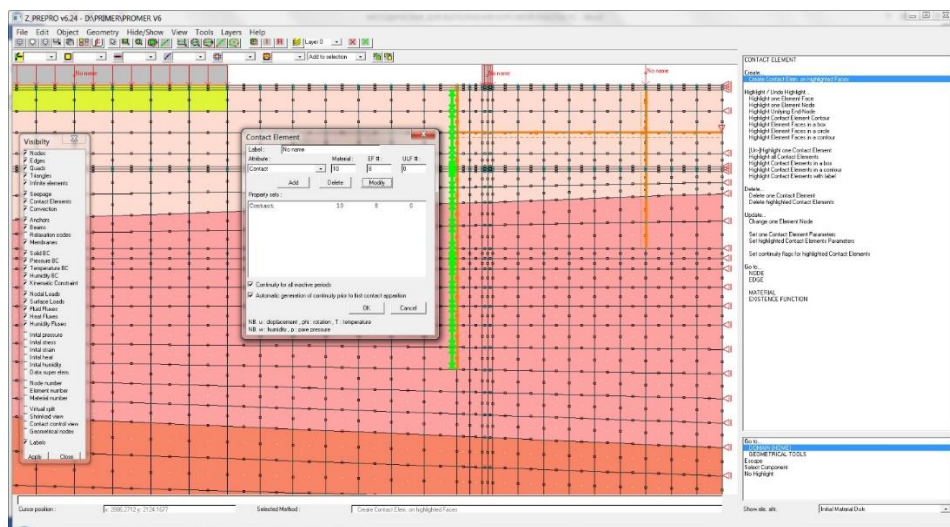 Z_PREPRO v6.24 - D:\PRIMER\PROMER V6
File Edit Object Geometry Hide/Show View Tools Layers Help
Layer 0
Add to selection
No name
No name
No name
Visibility
Nodes
Edges
Quads
Triangles
Infinite elements
Seepage
Contact Elements
Convection
Anchors
Beams
Relaxation nodes
Membranes
Solid BC
Pressure BC
Temperature BC
Humidity BC
Kinematic Constraint
Nodal Loads
Surface Loads
Fluid Fluxes
Heat Fluxes
Humidity Fluxes
Initial pressure
Initial stress
Initial strain
Initial heat
Initial humidity
Data super elem.
Node number
Element number
Material number
Virtual split
Shrinked view
Contact control view
Geometrical nodes
Labels
Apply Close
Contact Element
Label : No name
Attribute : Material : EF # : ULF # :
Contact 10 8 0
Add Delete Modify
Property sets :
Contact 10 8 0
Continuity for all inactive periods
Automatic generation of continuity prior to first contact apparition
OK Cancel
NB. u : displacement , phi : rotation , T : temperature
NB. w : humidity , p : pore pressure
CONTACT ELEMENT
Create...
Create Contact Elem. on highlighted Faces
Highlight / Undo Highlight...
Highlight one Element Face
Highlight one Element Node
Highlight Unifying End Node
Highlight Contact Element Contour
Highlight Element Faces in a box
Highlight Element Faces in a circle
Highlight Element Faces in a contour
[Un-]Highlight one Contact Element
Highlight all Contact Elements
Highlight Contact Elements in a box
Highlight Contact Elements in a contour
Highlight Contact Elements with label
Delete...
Delete one Contact Element
Delete highlighted Contact Elements
Update...
Change one Element Node
Set one Contact Element Parameters
Set highlighted Contact Elements Parameters
Set continuity flags for highlighted Contact Elements
Go to...
NODE
EDGE
MATERIAL
EXISTENCE FUNCTION
Go to...
GEOMETRICAL TOOLS
Escape
Select Component
No Highlight
Cursor position : x: 2886.2712 y: 2124.1677 Selected Method : Create Contact Elem. on highlighted Faces Show ele. attr. Initial Material Distr.